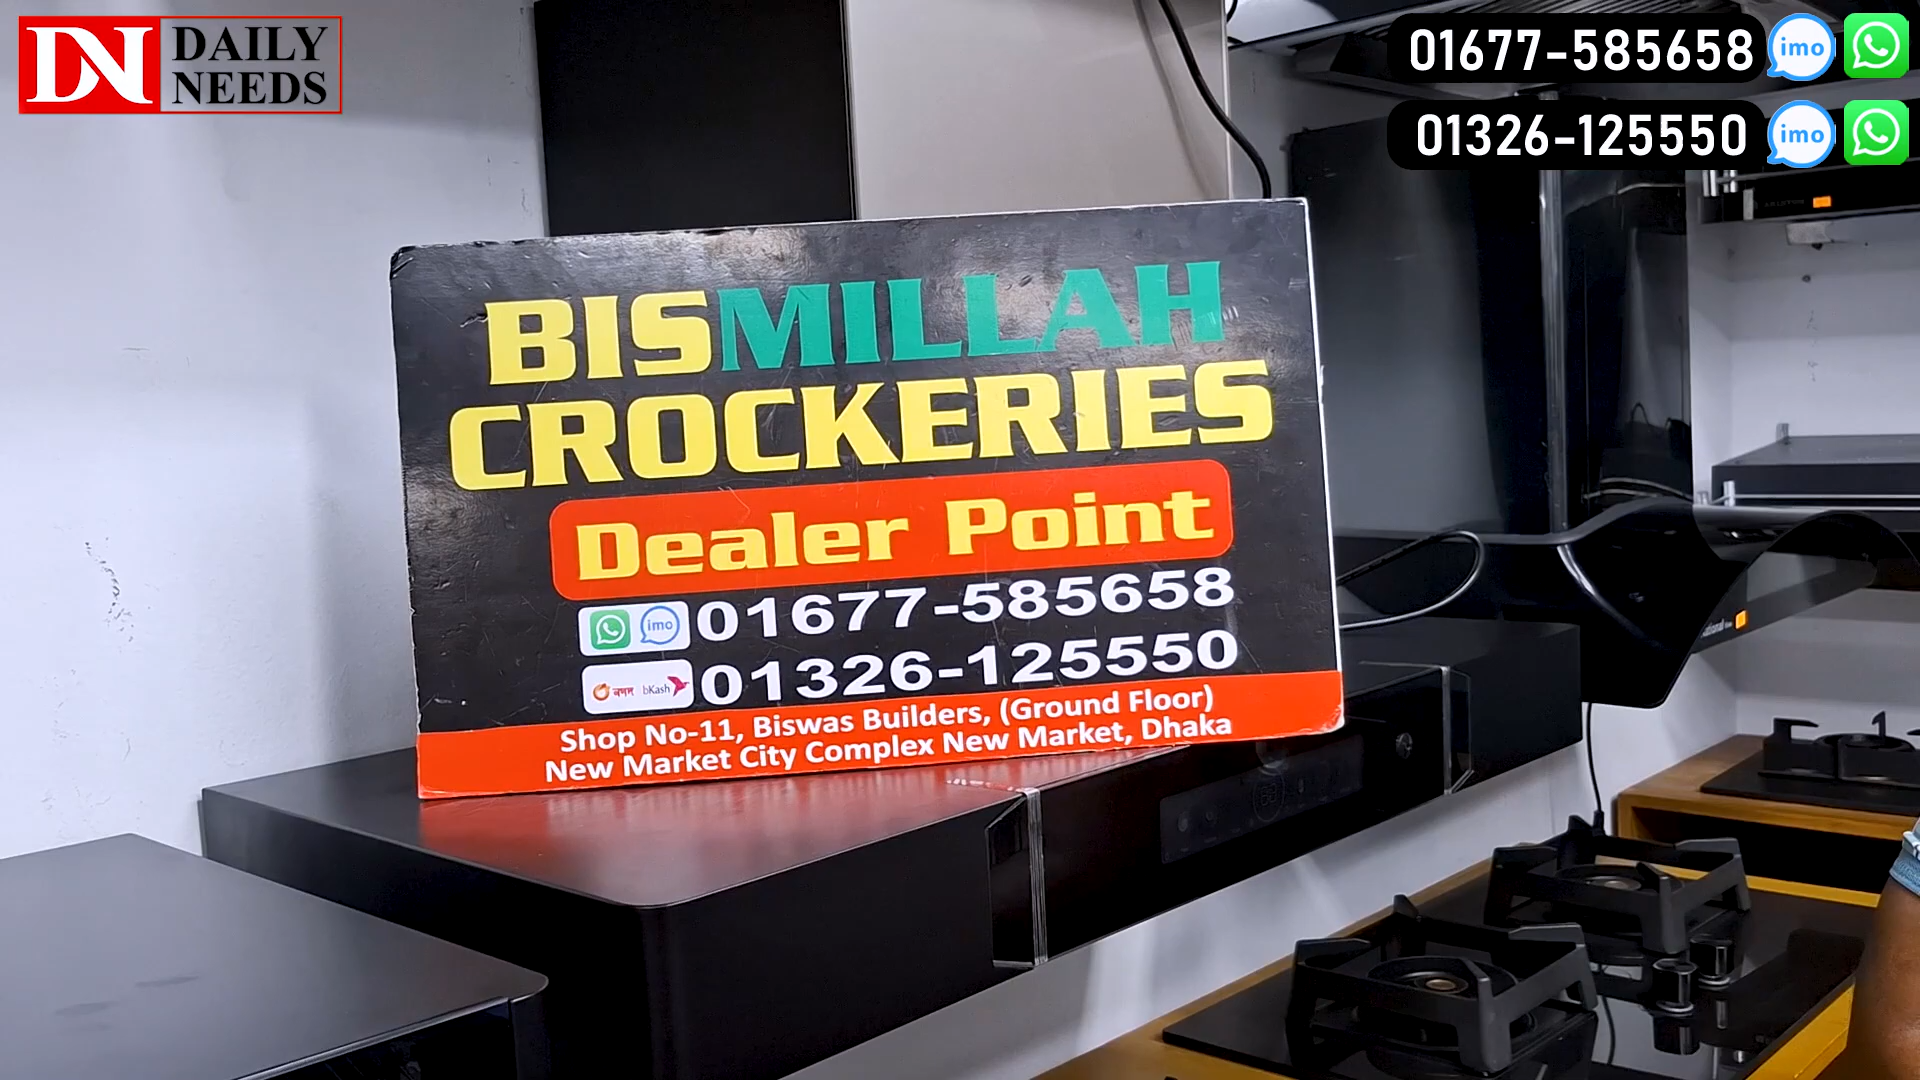 DN DAILY
NEEDS
01677-585658 imo
01326-125550 imo
BISMILLAH
CROCKERIES
Dealer Point
imo 01677-585658
নগদ bKash 01326-125550
Shop No-11, Biswas Builders, (Ground Floor)
New Market City Complex New Market, Dhaka